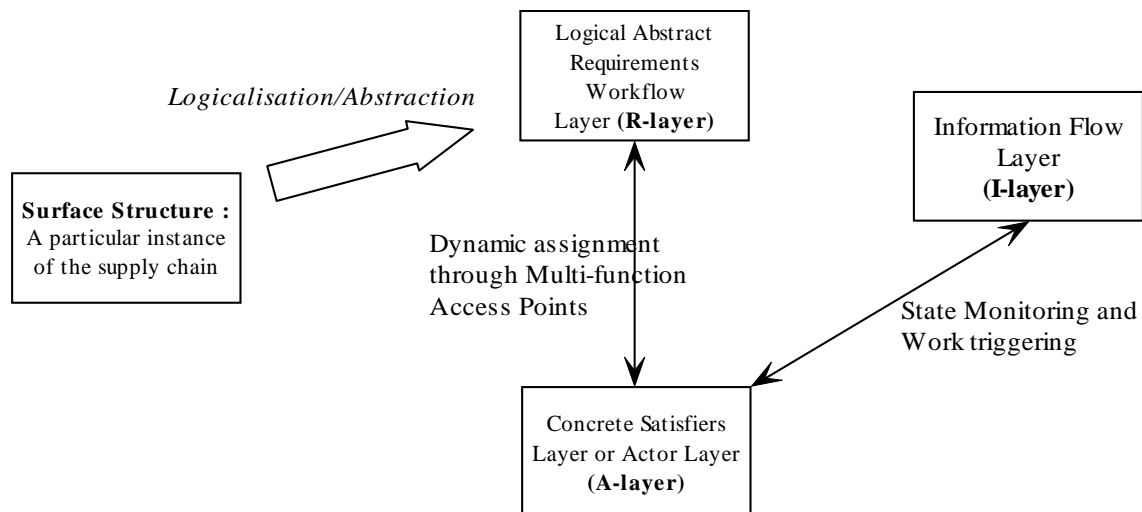 Logical Abstract
Requirements
Workflow
Layer (R-layer)
Logicalisation/Abstraction
Information Flow
Layer
(I-layer)
Surface Structure :
A particular instance
of the supply chain
Dynamic assignment
through Multi-function
Access Points
State Monitoring and
Work triggering
Concrete Satisfiers
Layer or Actor Layer
(A-layer)